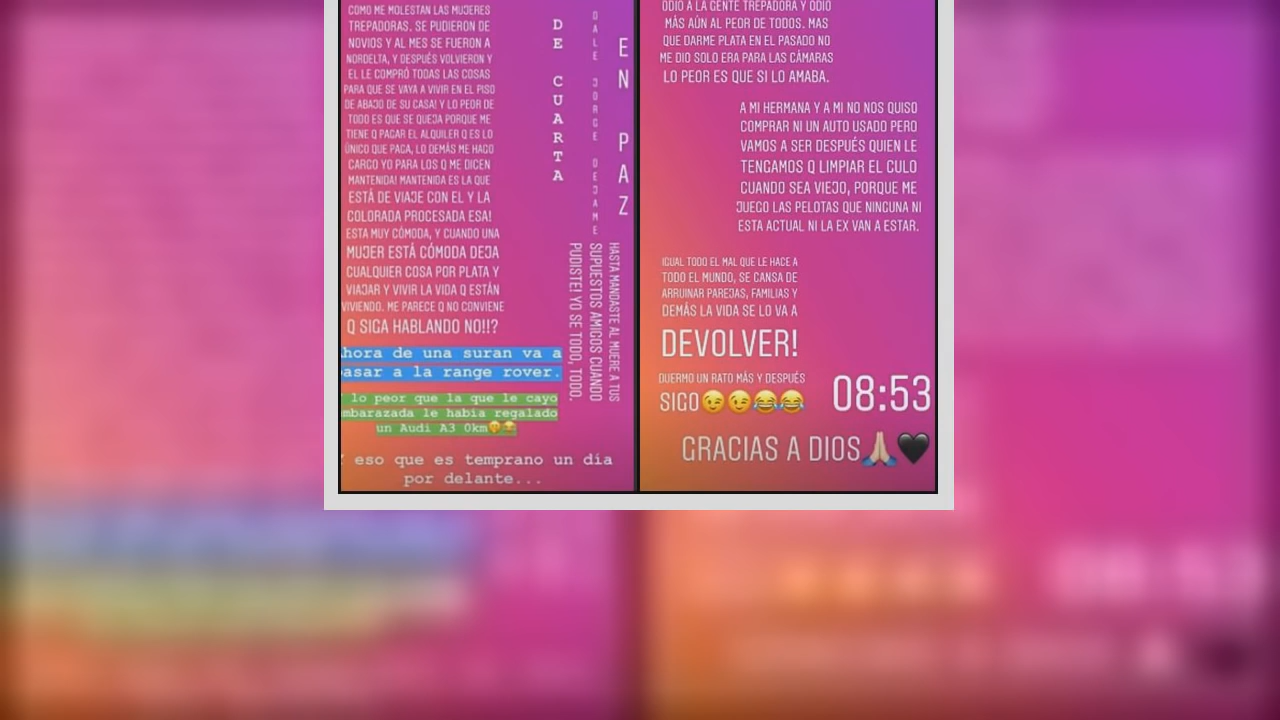 COMO ME MOLESTAN LAS MUJERES
TREPADORAS. SE PUDIERON DE
NOVIOS Y AL MES SE FUERON A
NORDELTA, Y DESPUÉS VOLVIERON Y
EL LE COMPRÓ TODAS LAS COSAS
PARA QUE SE VAYA A VIVIR EN EL PISO
DE ABAJO DE SU CASA! Y LO PEOR DE
TODO ES QUE SE QUEJA PORQUE ME
TIENE Q PAGAR EL ALQUILER Q ES LO
ÚNICO QUE PAGA, LO DEMÁS ME HAGO
CARGO YO PARA LOS Q ME DICEN
MANTENIDA! MANTENIDA ES LA QUE
ESTÁ DE VIAJE CON EL Y LA
COLORADA PROCESADA ESA!
ESTA MUY CÓMODA, Y CUANDO UNA
MUJER ESTÁ CÓMODA DEJA
CUALQUIER COSA POR PLATA Y
VIAJAR Y VIVIR LA VIDA Q ESTÁN
VIVIENDO. ME PARECE Q NO CONVIENE
Q SIGA HABLANDO NO!!?
hora de una suran va a
pasar a la range rover.
lo peor que la que le cayo
mbarazada le había regalado
un Audi A3 0km🤭😂
Y eso que es temprano un día
por delante...
DE CUARTA
DALE JORGE DEJAME
EN PAZ
HASTA MANDASTE AL MUERE A TUS
SUPUESTOS AMIGOS CUANDO
PUDISTE! YO SE TODO, TODO.
ODIO A LA GENTE TREPADORA Y ODIO
MÁS AÚN AL PEOR DE TODOS. MAS
QUE DARME PLATA EN EL PASADO NO
ME DIO SOLO ERA PARA LAS CÁMARAS
LO PEOR ES QUE SI LO AMABA.
A MI HERMANA Y A MI NO NOS QUISO
COMPRAR NI UN AUTO USADO PERO
VAMOS A SER DESPUÉS QUIEN LE
TENGAMOS Q LIMPIAR EL CULO
CUANDO SEA VIEJO, PORQUE ME
JUEGO LAS PELOTAS QUE NINGUNA NI
ESTA ACTUAL NI LA EX VAN A ESTAR.
IGUAL TODO EL MAL QUE LE HACE A
TODO EL MUNDO, SE CANSA DE
ARRUINAR PAREJAS, FAMILIAS Y
DEMÁS LA VIDA SE LO VA A
DEVOLVER!
DUERMO UN RATO MÁS Y DESPUÉS
SIGO😉😉😂😂
08:53
GRACIAS A DIOS🙏🏻🖤